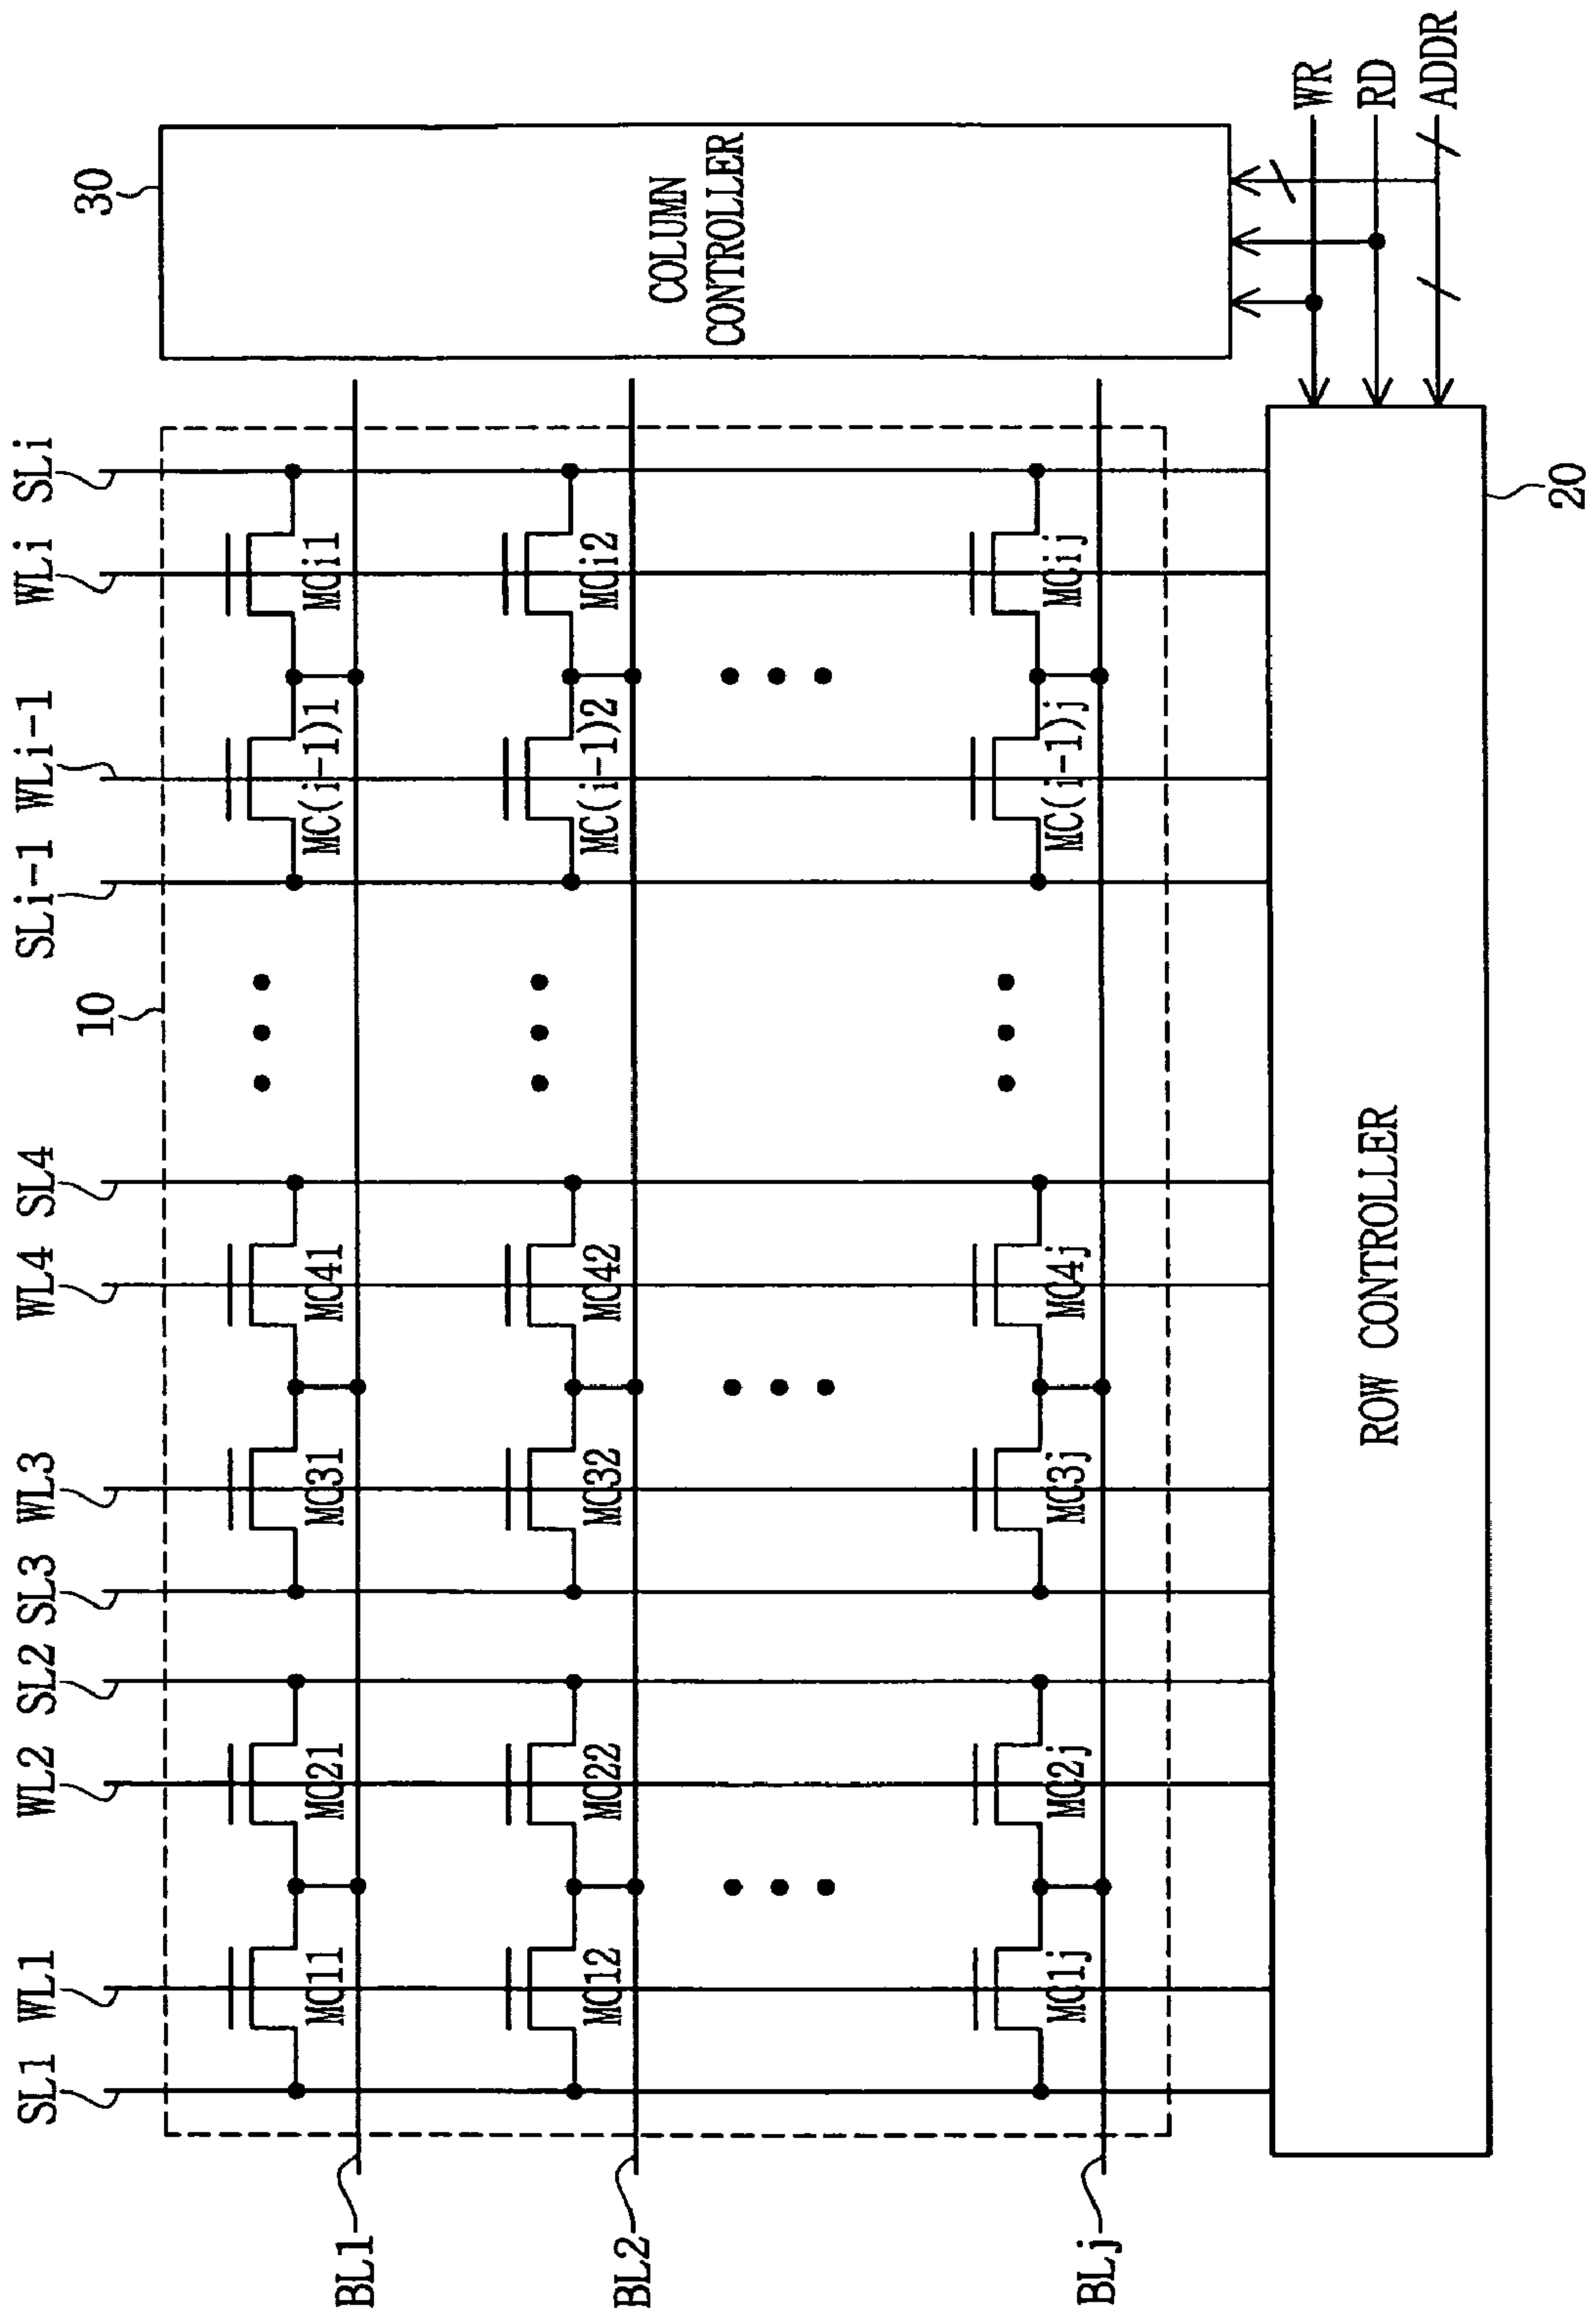 SL1 WL1 WL2 SL2 SL3 WL3 WL4 SL4 SLi-1 WLi-1 WLi SLi
10
30
MC11 MC21 MC31 MC41 MC(i-1)1 MCi1
BL1
MC12 MC22 MC32 MC42 MC(i-1)2 MCi2
BL2
COLUMN
CONTROLLER
MC1j MC2j MC3j MC4j MC(i-1)j MCij
BLj
WR
RD
ADDR
ROW CONTROLLER
20